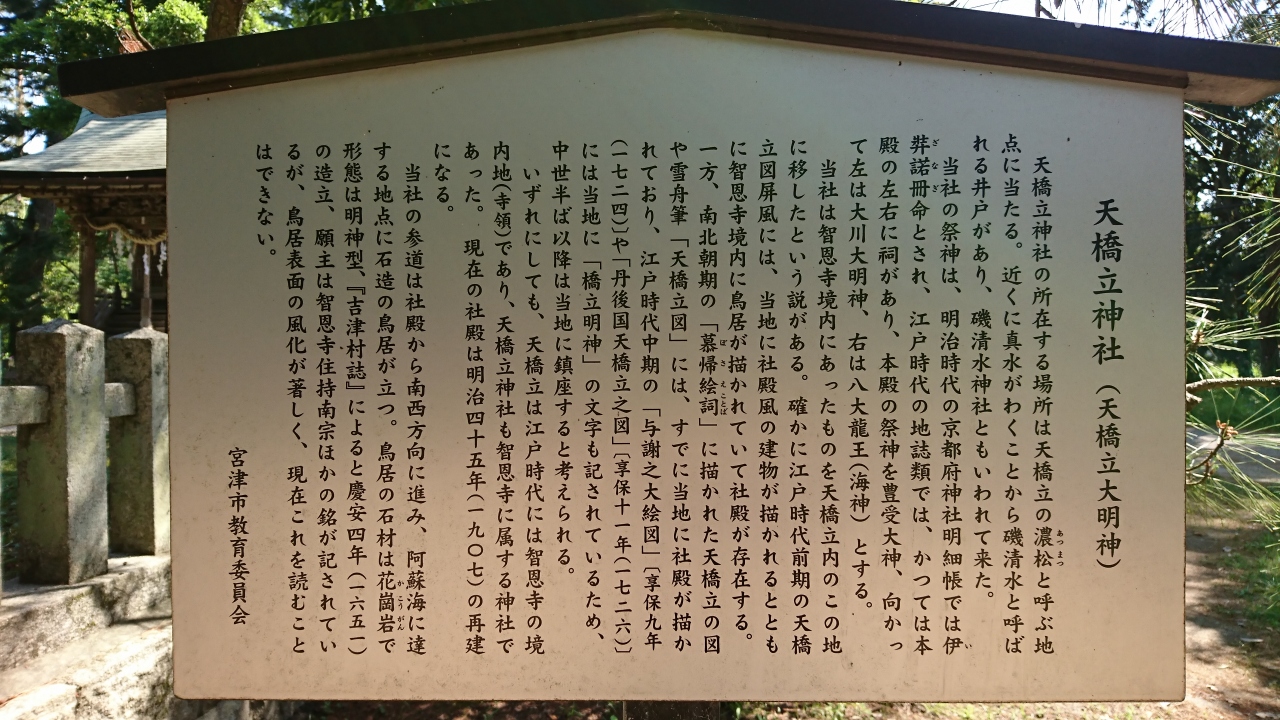 天橋立神社（天橋立大明神）
天橋立神社の所在する場所は天橋立の濃松と呼ぶ地
点に当たる。近くに真水がわくことから磯清水と呼ば
れる井戸があり、磯清水神社ともいわれて来た。
当社の祭神は、明治時代の京都府神社明細帳では伊
弉諾冊命とされ、江戸時代の地誌類では、かつては本
殿の左右に祠があり、本殿の祭神を豊受大神、向かっ
て左は大川大明神、右は八大龍王（海神）とする。
当社は智恩寺境内にあったものを天橋立内のこの地
に移したという説がある。確かに江戸時代前期の天橋
立図屏風には、当地に社殿風の建物が描かれるととも
に智恩寺境内に鳥居が描かれていて社殿が存在する。
一方、南北朝期の「慕帰絵詞」に描かれた天橋立の図
や雪舟筆「天橋立図」には、すでに当地に社殿が描か
れており、江戸時代中期の「与謝之大絵図」〔享保九年
（一七二四）〕や「丹後国天橋立之図」〔享保十一年（一七二六）〕
には当地に「橋立明神」の文字も記されているため、
中世半ば以降は当地に鎮座すると考えられる。
いずれにしても、天橋立は江戸時代には智恩寺の境
内地（寺領）であり、天橋立神社も智恩寺に属する神社で
あった。現在の社殿は明治四十五年（一九〇七）の再建
になる。
当社の参道は社殿から南西方向に進み、阿蘇海に達
する地点に石造の鳥居が立つ。鳥居の石材は花崗岩で
形態は明神型、『吉津村誌』によると慶安四年（一六五一）
の造立、願主は智恩寺住持南宗ほかの銘が記されてい
るが、鳥居表面の風化が著しく、現在これを読むこと
はできない。
宮津市教育委員会